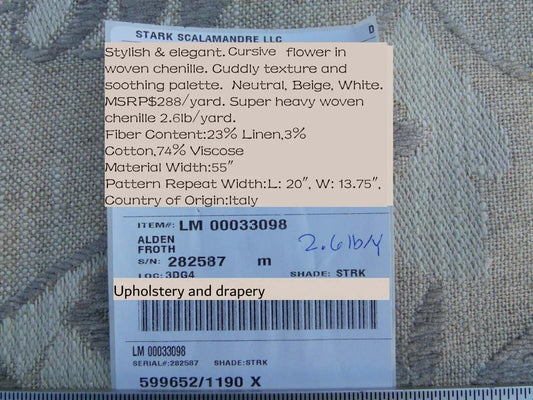 STARK SCALAMANDRE LLC
D
Stylish & elegant. Cursive flower in
woven chenille. Cuddly texture and
soothing palette. Neutral, Beige, White.
MSRP$288/yard. Super heavy woven
chenille 2.6lb/yard.
Fiber Content:23% Linen,3%
Cotton,74% Viscose
Material Width:55"
Pattern Repeat Width:L: 20", W: 13.75",
Country of Origin:Italy
ITEM#: LM 00033098
ALDEN
FROTH
2.6 lb/y
S/N: 282587 m
LOC: 3DG4 SHADE: STRK
Upholstery and drapery
LM 00033098
SERIAL#:282587 SHADE:STRK
599652/1190 X